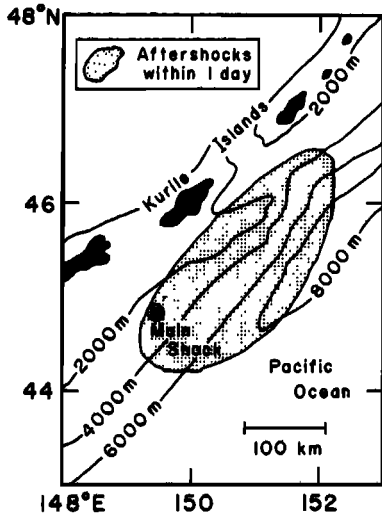 48°N
Aftershocks
within 1 day
2000m
Kurile Islands
46
8000m
Main
Shock
2000m
44
Pacific
Ocean
4000m
6000m
100 km
148°E
150
152